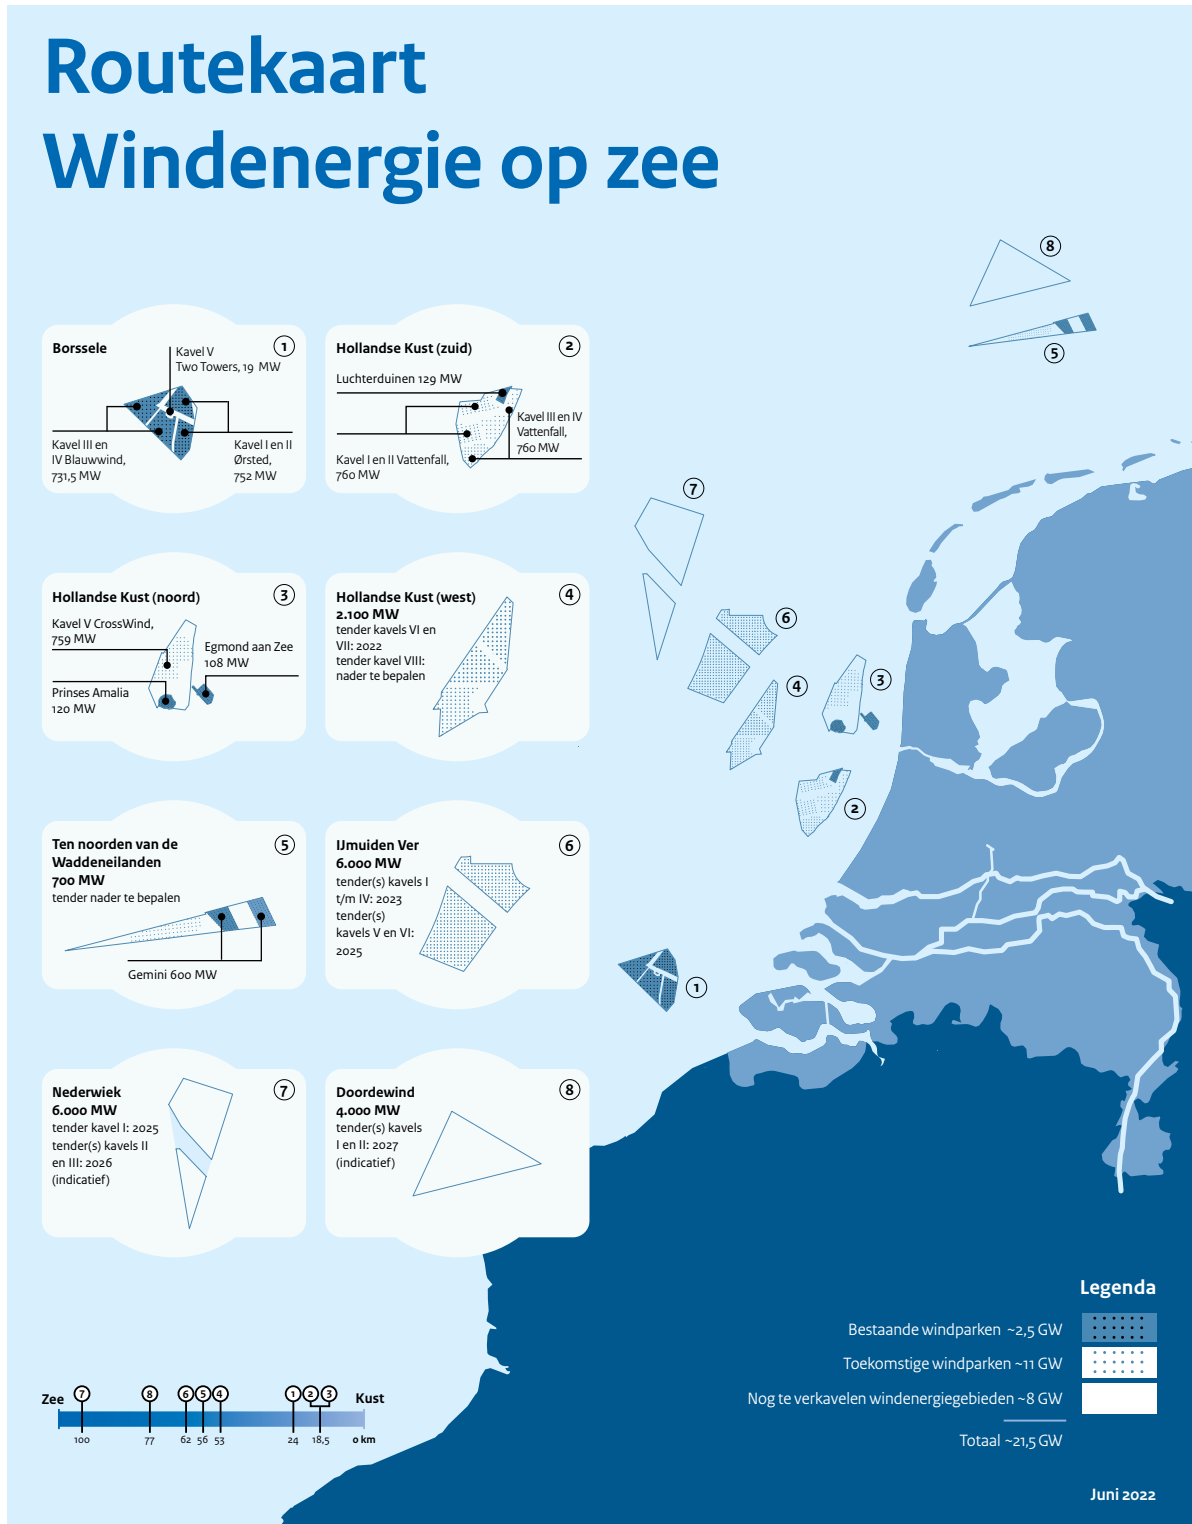 Routekaart
Windenergie op zee
8
5
Borssele
1
Kavel V
Two Towers, 19 MW
Kavel III en
IV Blauwwind,
731,5 MW
Kavel I en II
Ørsted,
752 MW
Hollandse Kust (zuid)
2
Luchterduinen 129 MW
Kavel III en IV
Vattenfall,
760 MW
Kavel I en II Vattenfall,
760 MW
7
Hollandse Kust (noord)
3
Kavel V CrossWind,
759 MW
Egmond aan Zee
108 MW
Prinses Amalia
120 MW
Hollandse Kust (west)
4
2.100 MW
tender kavels VI en
VII: 2022
tender kavel VIII:
nader te bepalen
6
4
3
2
Ten noorden van de
Waddeneilanden
5
700 MW
tender nader te bepalen
Gemini 600 MW
IJmuiden Ver
6
6.000 MW
tender(s) kavels I
t/m IV: 2023
tender(s)
kavels V en VI:
2025
1
Nederwiek
7
6.000 MW
tender kavel I: 2025
tender(s) kavels II
en III: 2026
(indicatief)
Doordewind
8
4.000 MW
tender(s) kavels
I en II: 2027
(indicatief)
Legenda
Bestaande windparken ~2,5 GW
Toekomstige windparken ~11 GW
Nog te verkavelen windenergiegebieden ~8 GW
Totaal ~21,5 GW
Zee 7 8 6 5 4 1 2 3 Kust
100 77 62 56 53 24 18,5 0 km
Juni 2022